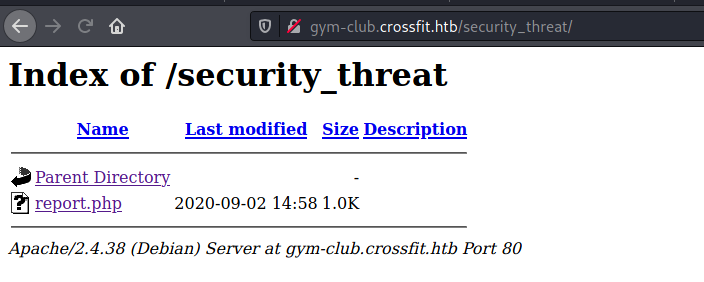 gym-club.crossfit.htb/security_threat/
Index of /security_threat
Name Last modified Size Description
Parent Directory -
report.php 2020-09-02 14:58 1.0K
Apache/2.4.38 (Debian) Server at gym-club.crossfit.htb Port 80